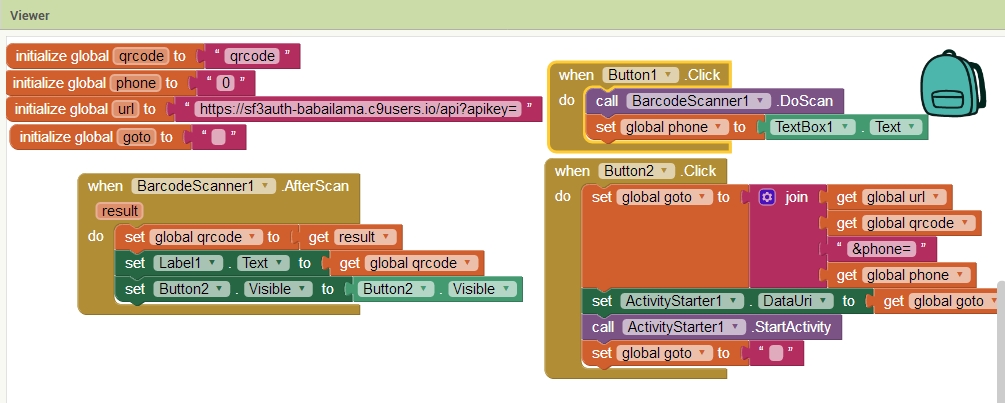 Viewer
initialize global qrcode to " qrcode "
initialize global phone to " 0 "
initialize global url to " https://sf3auth-babailama.c9users.io/api?apikey= "
initialize global goto to " "
when BarcodeScanner1 .AfterScan
result
do set global qrcode to get result
set Label1 . Text to get global qrcode
set Button2 . Visible to Button2 . Visible
when Button1 .Click
do call BarcodeScanner1 .DoScan
set global phone to TextBox1 . Text
when Button2 .Click
do set global goto to join get global url
get global qrcode
" &phone= "
get global phone
set ActivityStarter1 . DataUri to get global goto
call ActivityStarter1 .StartActivity
set global goto to " "